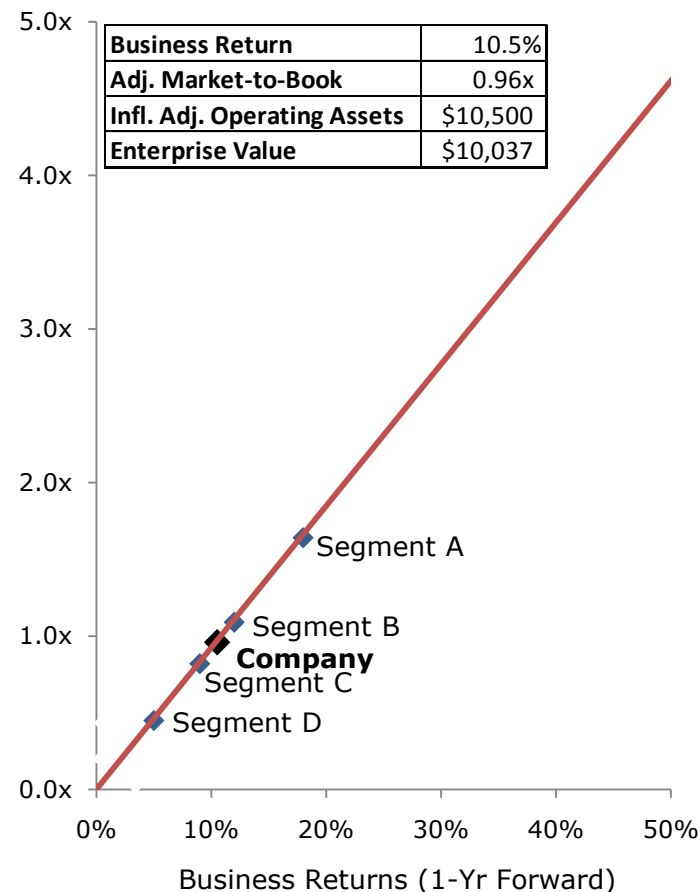 5.0x
Business Return 10.5%
Adj. Market-to-Book 0.96x
Infl. Adj. Operating Assets $10,500
Enterprise Value $10,037
4.0x
3.0x
2.0x
Segment A
Segment B
1.0x
Company
Segment C
Segment D
0.0x
0% 10% 20% 30% 40% 50%
Business Returns (1-Yr Forward)